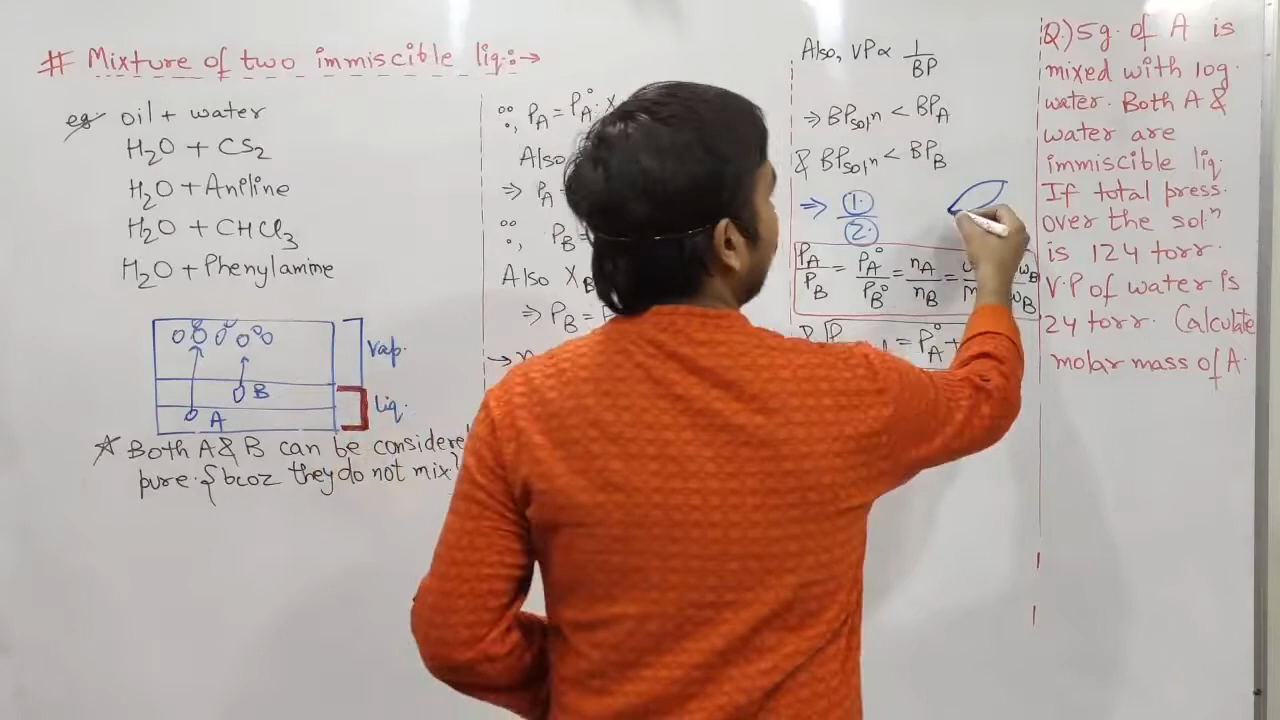 # Mixture of two immiscible liq:→
eg oil + water
H₂O + CS₂
H₂O + Aniline
H₂O + CHCl₃
H₂O + Phenylamine
vap.
B
liq.
A
☆ Both A & B can be considere
pure. {bcoz they do not mix}
∵, P_A = P_A° · X
Also
⇒ P_A =
∵, P_B =
Also X_B
⇒ P_B =
Also, VP ∝ 1/BP
⇒ BP_solⁿ < BP_A
& BP_solⁿ < BP_B
⇒ ①/②
P_A/P_B = P_A°/P_B° = n_A/n_B =
= P_A° +
Q.) 5g. of A is
mixed with 10g.
water. Both A &
water are
immiscible liq.
If total press.
over the solⁿ
is 124 torr.
V.P of water is
24 torr. Calculate
molar mass of A.